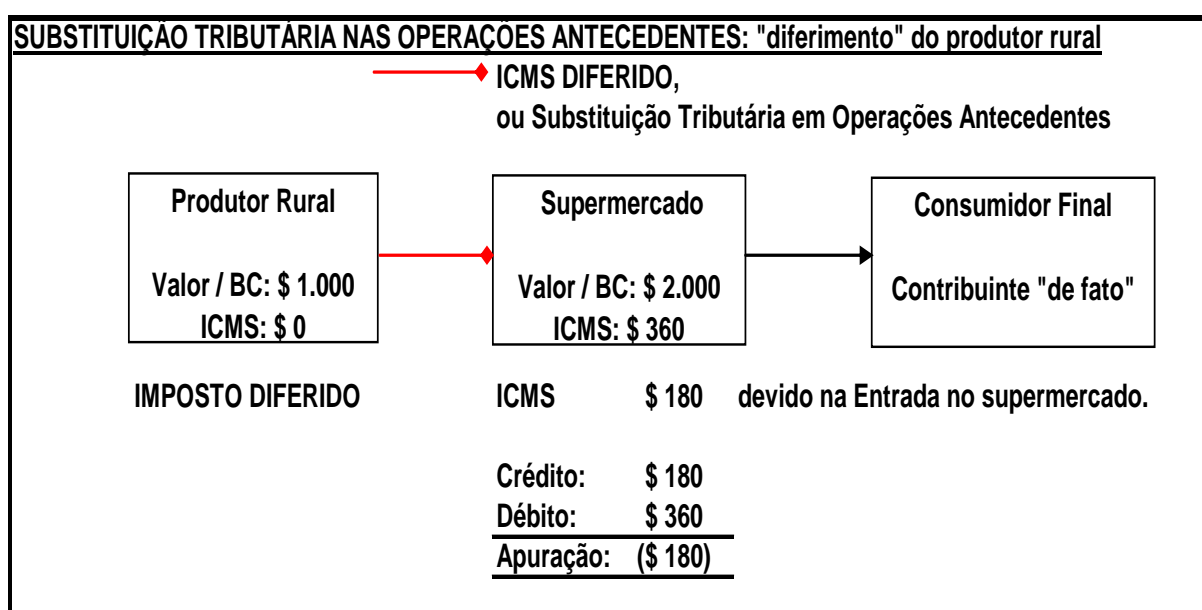 SUBSTITUIÇÃO TRIBUTÁRIA NAS OPERAÇÕES ANTECEDENTES: "diferimento" do produtor rural
ICMS DIFERIDO,
ou Substituição Tributária em Operações Antecedentes
Produtor Rural
Valor / BC: $ 1.000
ICMS: $ 0
Supermercado
Valor / BC: $ 2.000
ICMS: $ 360
Consumidor Final
Contribuinte "de fato"
IMPOSTO DIFERIDO
ICMS $ 180 devido na Entrada no supermercado.
Crédito: $ 180
Débito: $ 360
Apuração: ($ 180)